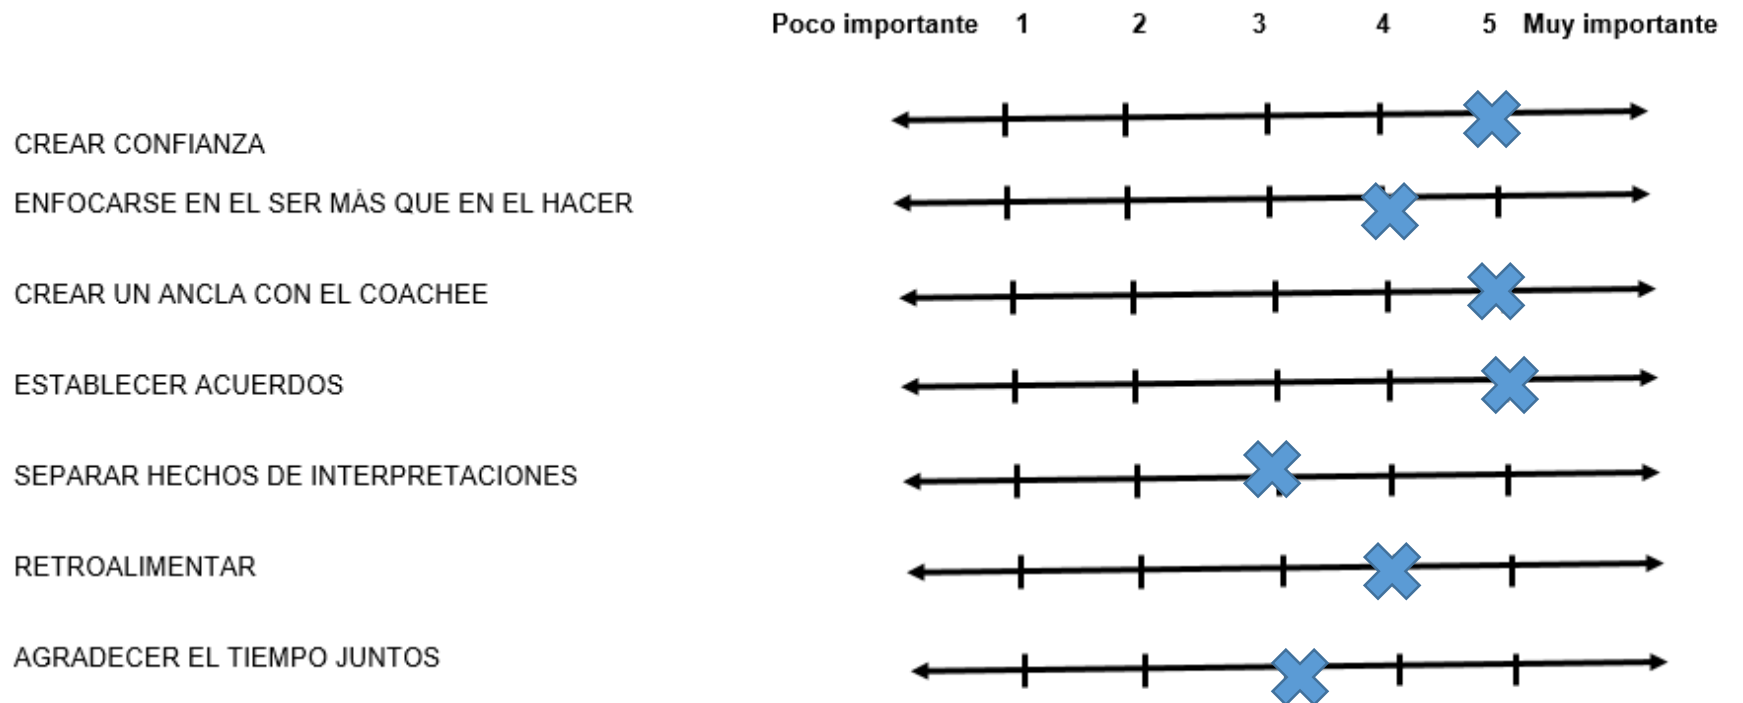 Poco importante 1 2 3 4 5 Muy importante
CREAR CONFIANZA
ENFOCARSE EN EL SER MÁS QUE EN EL HACER
CREAR UN ANCLA CON EL COACHEE
ESTABLECER ACUERDOS
SEPARAR HECHOS DE INTERPRETACIONES
RETROALIMENTAR
AGRADECER EL TIEMPO JUNTOS